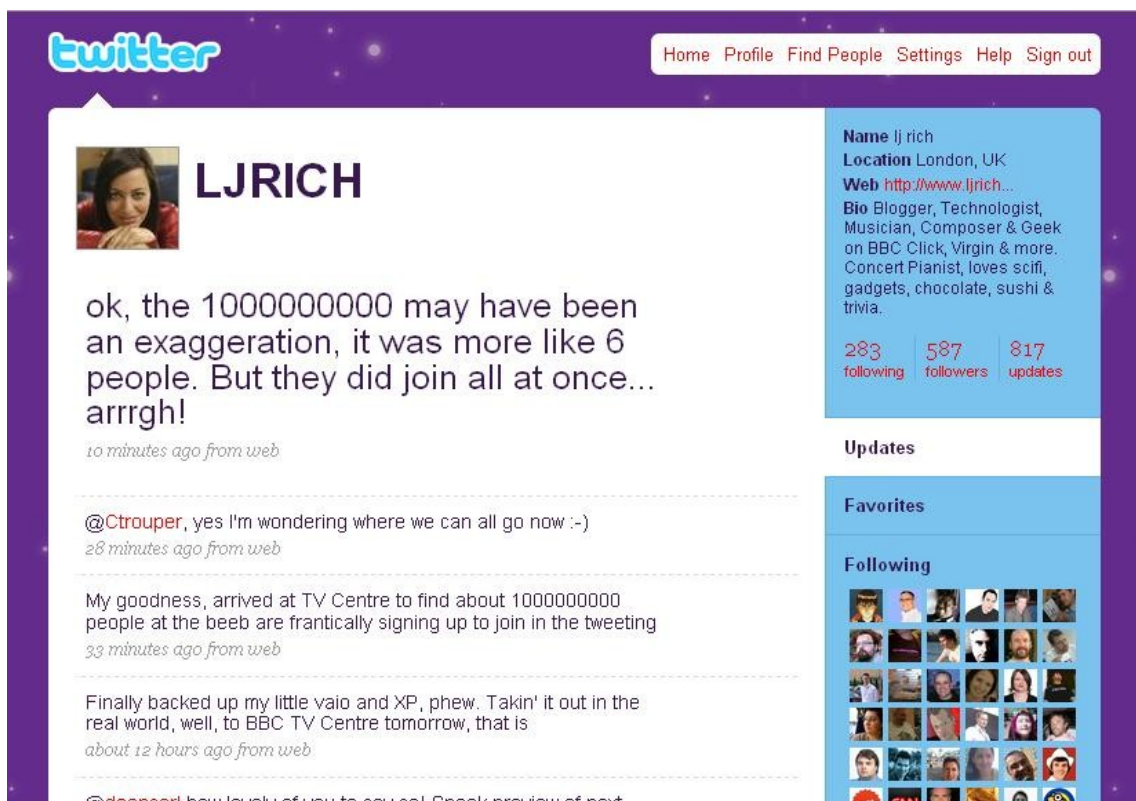 twitter
Home Profile Find People Settings Help Sign out
LJRICH
ok, the 1000000000 may have been
an exaggeration, it was more like 6
people. But they did join all at once...
arrrgh!
10 minutes ago from web
@Ctrouper, yes I'm wondering where we can all go now :-)
28 minutes ago from web
My goodness, arrived at TV Centre to find about 1000000000
people at the beeb are frantically signing up to join in the tweeting
33 minutes ago from web
Finally backed up my little vaio and XP, phew. Takin' it out in the
real world, well, to BBC TV Centre tomorrow, that is
about 12 hours ago from web
Name lj rich
Location London, UK
Web http://www.ljrich...
Bio Blogger, Technologist,
Musician, Composer & Geek
on BBC Click, Virgin & more.
Concert Pianist, loves scifi,
gadgets, chocolate, sushi &
trivia.
283 587 817
following followers updates
Updates
Favorites
Following